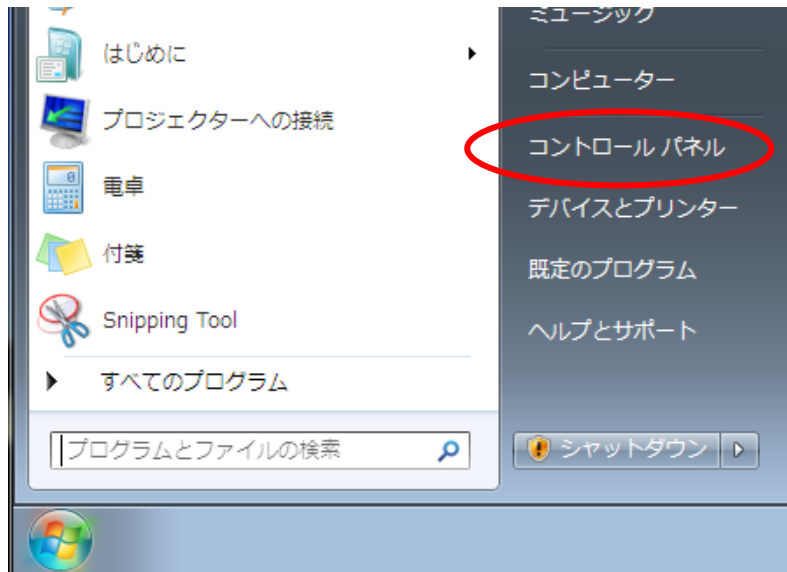 はじめに
プロジェクターへの接続
電卓
付箋
Snipping Tool
すべてのプログラム
プログラムとファイルの検索
ミュージック
コンピューター
コントロール パネル
デバイスとプリンター
既定のプログラム
ヘルプとサポート
シャットダウン